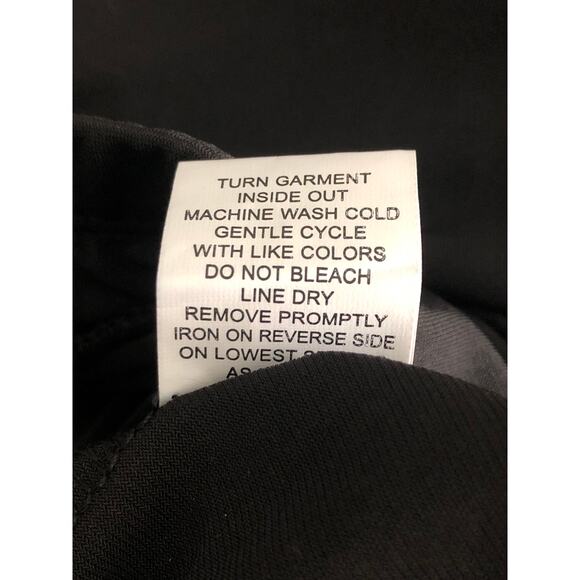 TURN GARMENT
INSIDE OUT
MACHINE WASH COLD
GENTLE CYCLE
WITH LIKE COLORS
DO NOT BLEACH
LINE DRY
REMOVE PROMPTLY
IRON ON REVERSE SIDE
ON LOWEST
AS